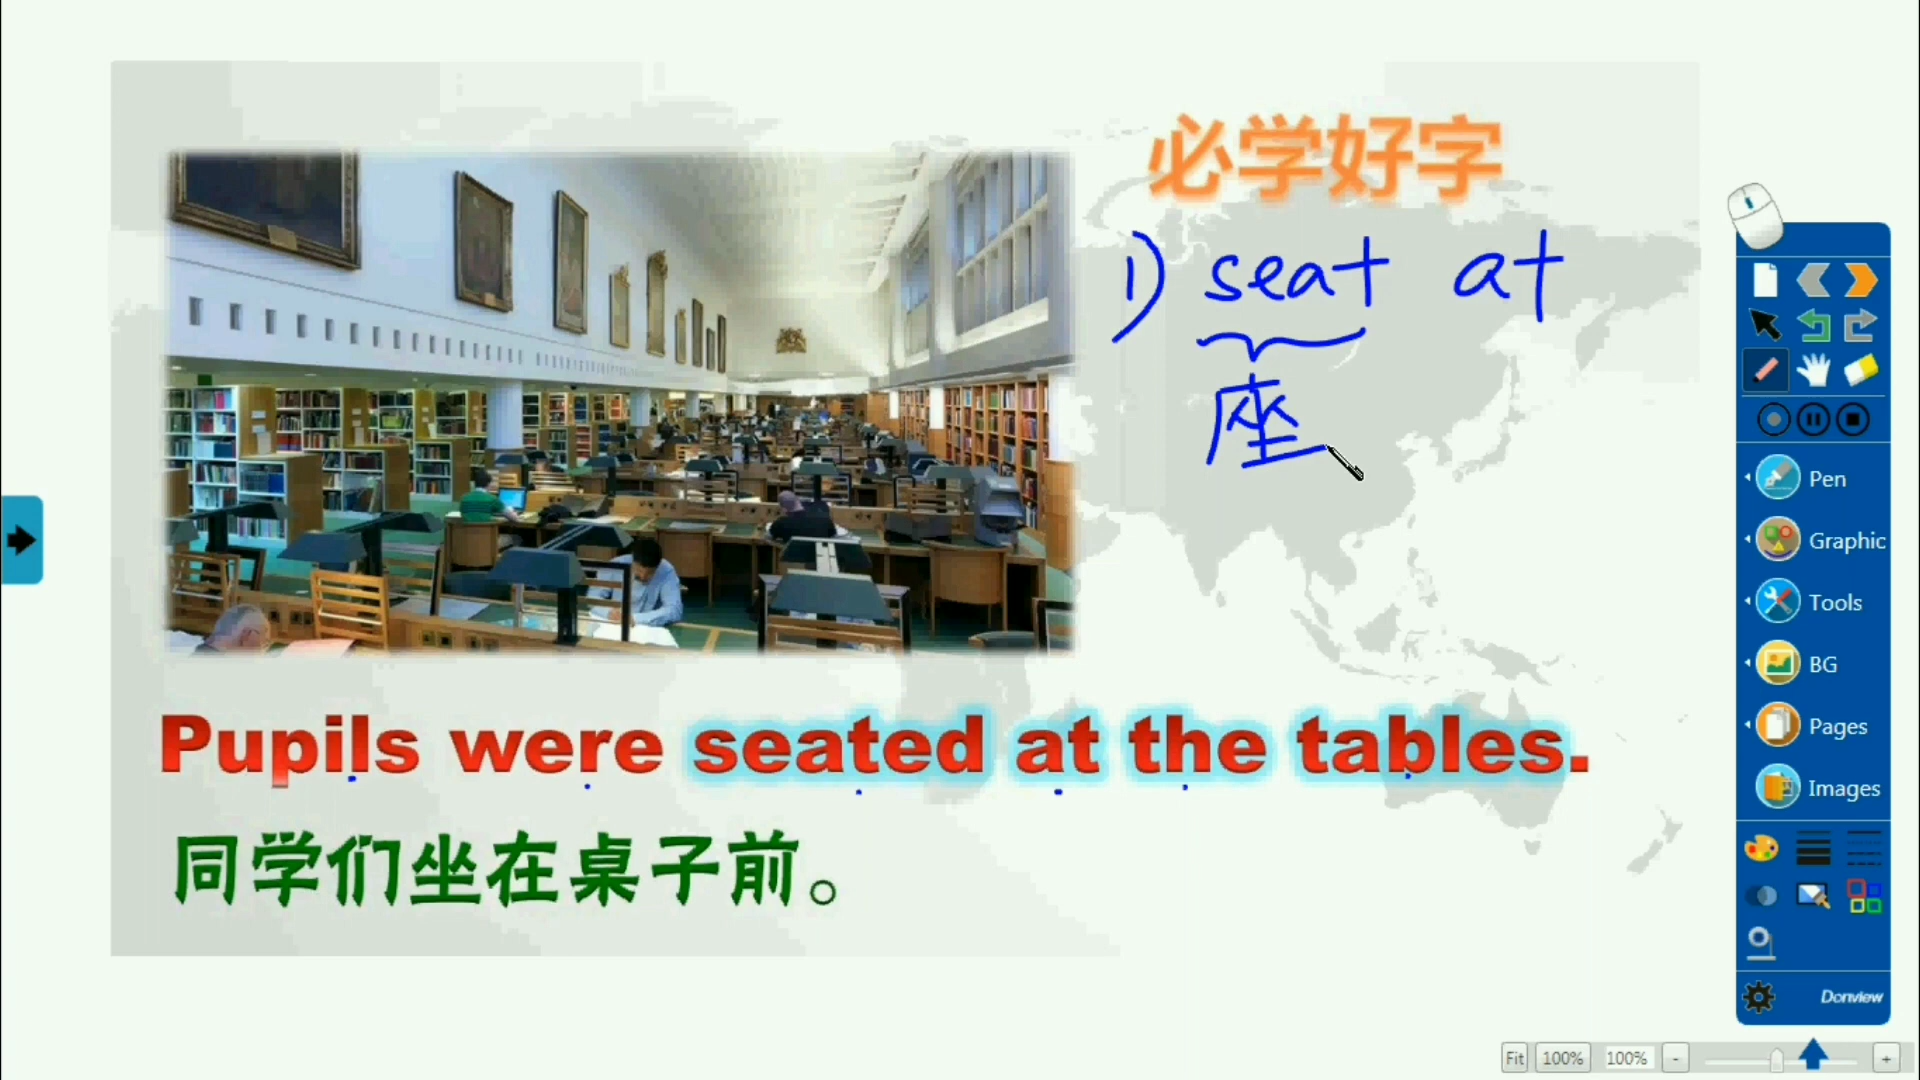 必学好字
1) seat at
座
Pupils were seated at the tables.
同学们坐在桌子前。
Pen
Graphic
Tools
BG
Pages
Images
Donview
Fit 100% 100% - +